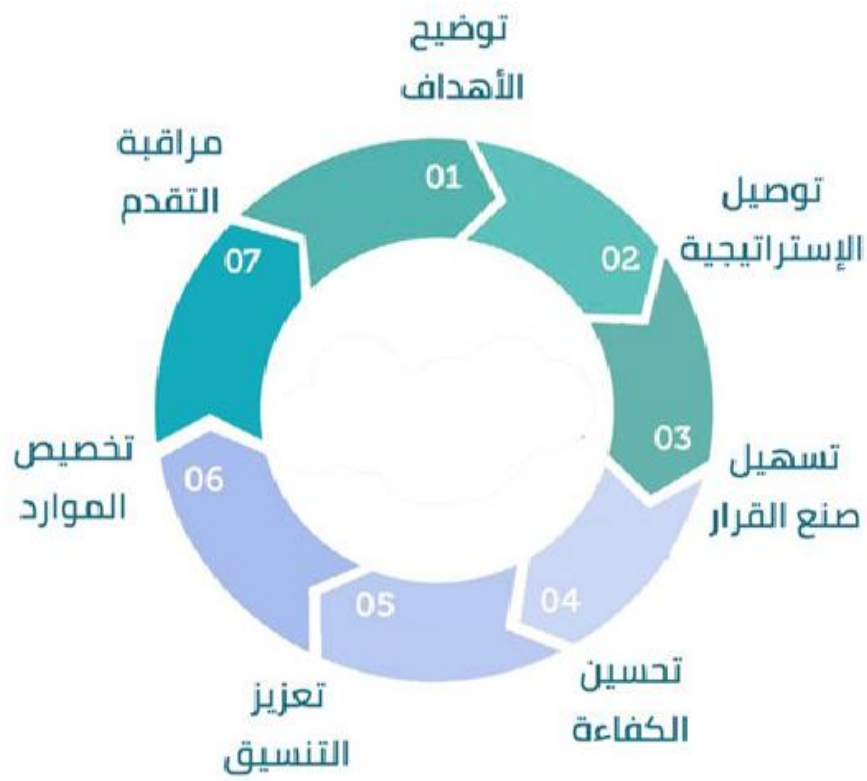 توضيح
الأهداف
01
توصيل
الإستراتيجية
02
تسهيل
صنع القرار
03
تحسين
الكفاءة
04
تعزيز
التنسيق
05
تخصيص
الموارد
06
مراقبة
التقدم
07